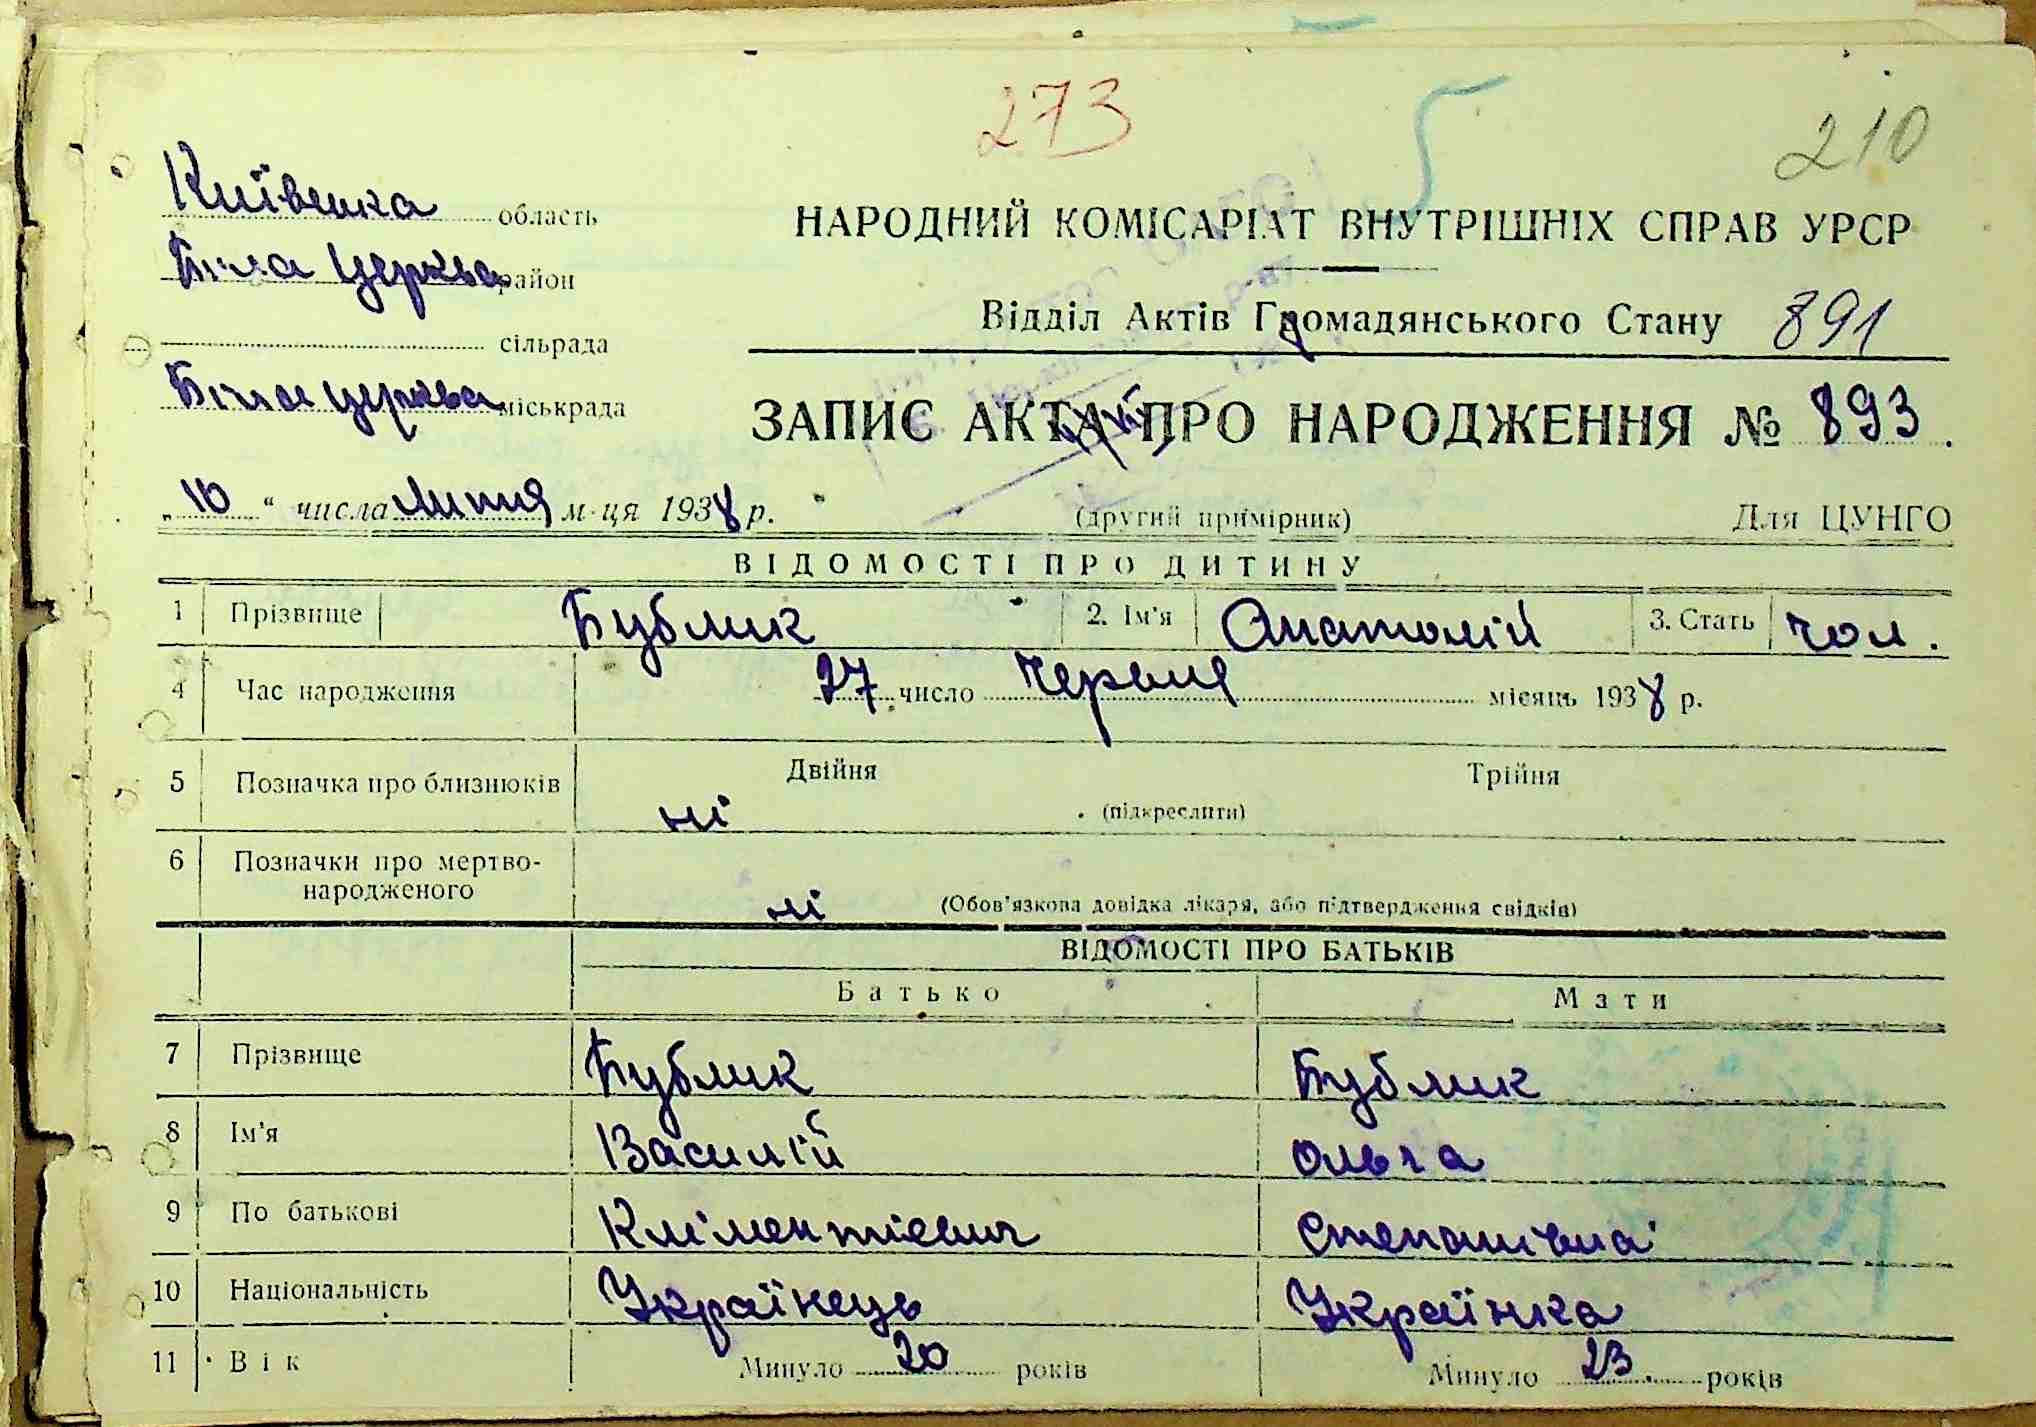 273
210
Київська область
Біла Церква район
сільрада
Біла церква міськрада
НАРОДНИЙ КОМІСАРІАТ ВНУТРІШНІХ СПРАВ УРСР
Відділ Актів Громадянського Стану 891
ЗАПИС АКТА ПРО НАРОДЖЕННЯ № 893.
„10“ числа липня м-ця 1938 р.
(другий примірник)
Для ЦУНГО
ВІДОМОСТІ ПРО ДИТИНУ
1 Прізвище Бублик 2. Ім'я Анатолій 3. Стать чол.
4 Час народження 27 число червня місяць 1938 р.
5 Позначка про близнюків Двійня Трійня
ні (підкреслити)
6 Позначки про мертво-
народженого ні (Обов'язкова довідка лікаря, або підтвердження свідків)
ВІДОМОСТІ ПРО БАТЬКІВ
Батько Мати
7 Прізвище Бублик Бублик
8 Ім'я Василій Ольга
9 По батькові Кліментієвич Степанівна
10 Національність Українець Українка
11 Вік Минуло 20 років Минуло 23 років